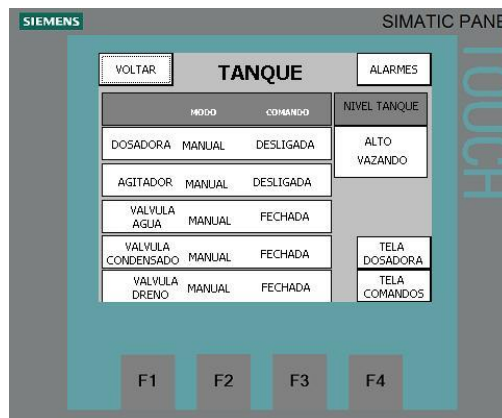 SIEMENS
SIMATIC PANE
TOUCH
VOLTAR
TANQUE
ALARMES
MODO COMANDO
NIVEL TANQUE
DOSADORA MANUAL DESLIGADA
ALTO
VAZANDO
AGITADOR MANUAL DESLIGADA
VALVULA
AGUA MANUAL FECHADA
VALVULA
CONDENSADO MANUAL FECHADA
TELA
DOSADORA
VALVULA
DRENO MANUAL FECHADA
TELA
COMANDOS
F1 F2 F3 F4